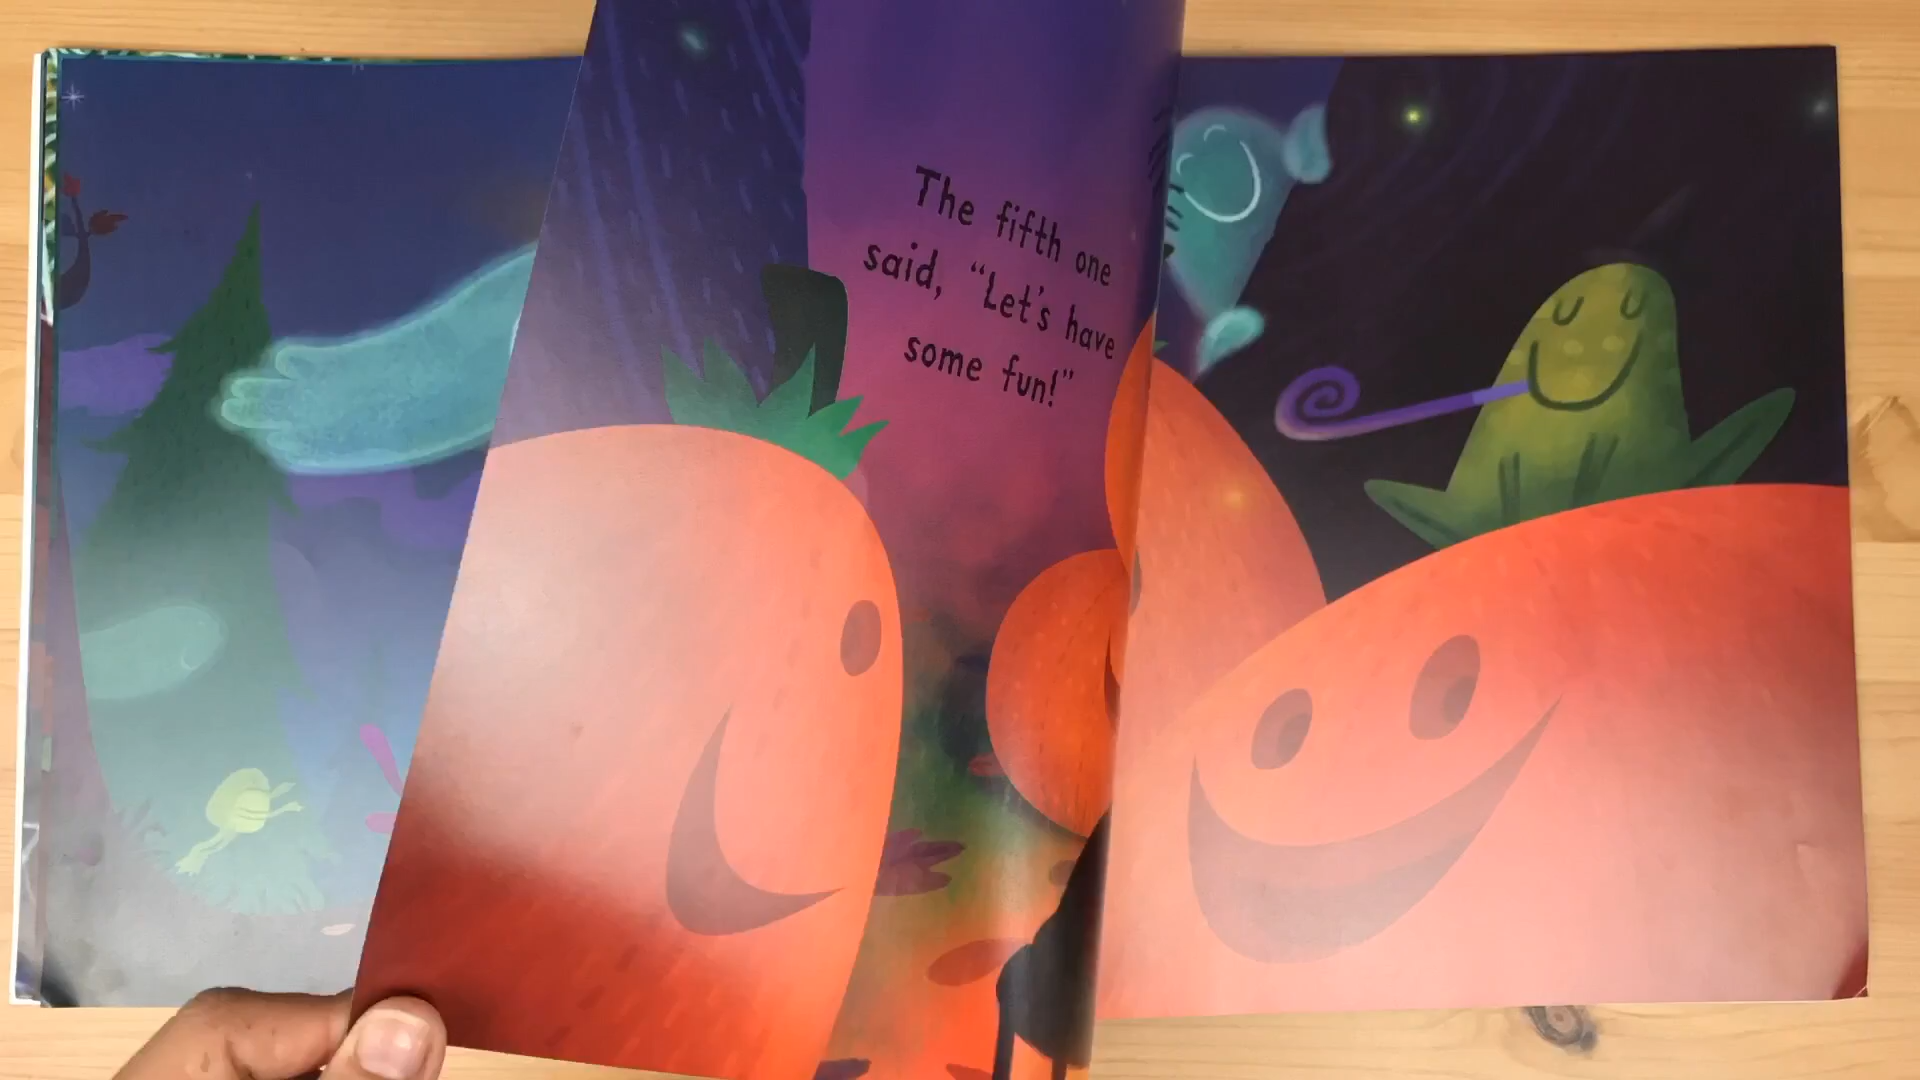 The fifth one
said, “Let’s have
some fun!”